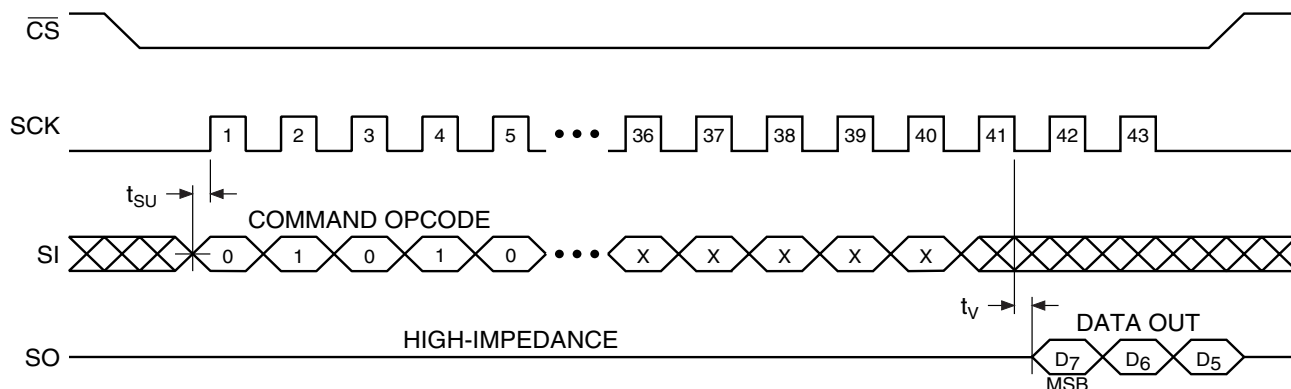 CS
SCK 1 2 3 4 5 ••• 36 37 38 39 40 41 42 43
tSU
COMMAND OPCODE
SI 0 1 0 1 0 ••• X X X X X
tV
HIGH-IMPEDANCE
DATA OUT
SO D7 D6 D5
MSB